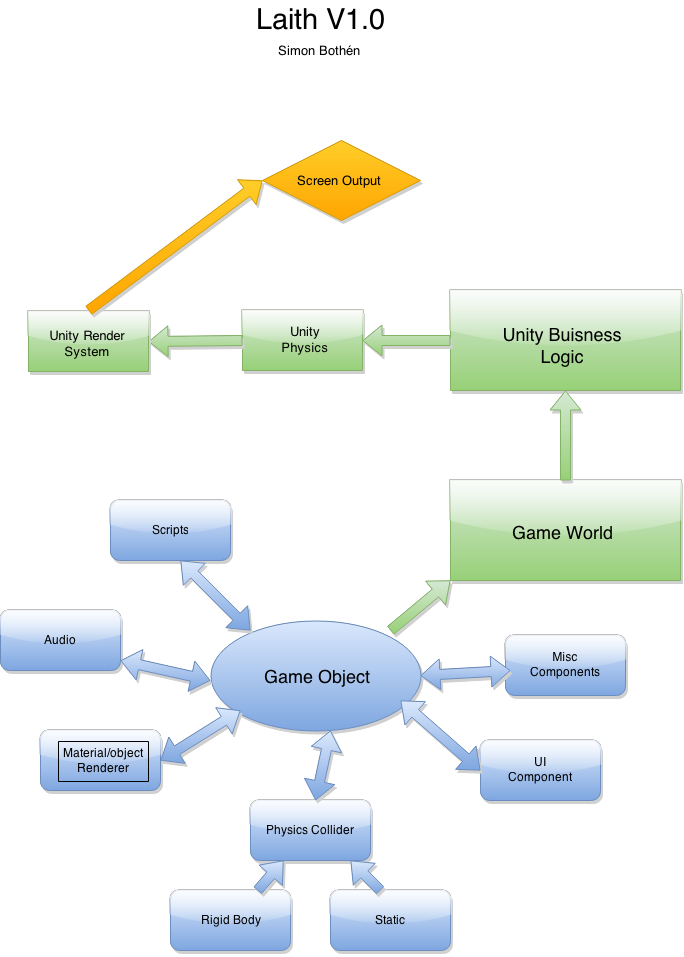 Laith V1.0
Simon Bothén
Screen Output
Unity Render
System
Unity
Physics
Unity Buisness
Logic
Game World
Scripts
Audio
Game Object
Misc
Components
Material/object
Renderer
UI
Component
Physics Collider
Rigid Body
Static